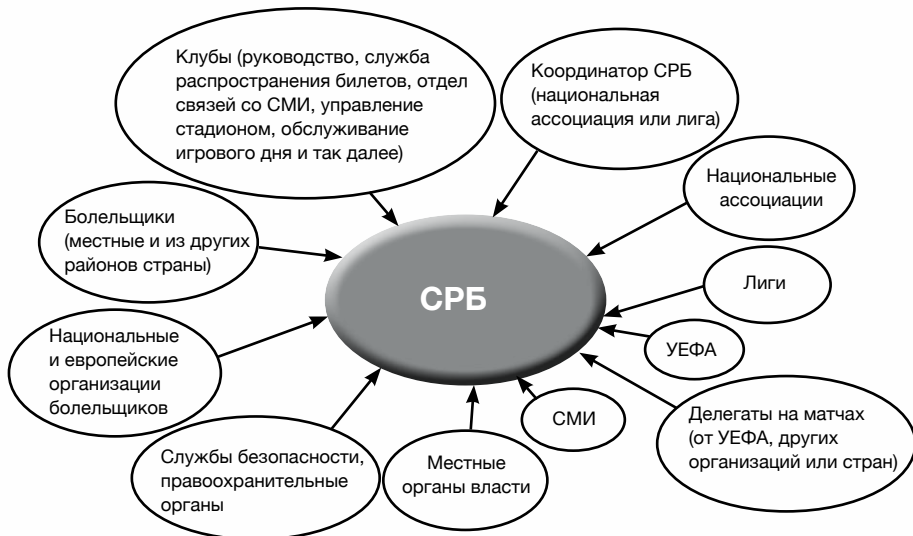 Клубы (руководство, служба
распространения билетов, отдел
связей со СМИ, управление
стадионом, обслуживание
игрового дня и так далее)
Координатор СРБ
(национальная
ассоциация или лига)
Национальные
ассоциации
Болельщики
(местные и из других
районов страны)
Лиги
СРБ
УЕФА
Национальные
и европейские
организации
болельщиков
СМИ
Делегаты на матчах
(от УЕФА, других
организаций или стран)
Службы безопасности,
правоохранительные
органы
Местные
органы власти